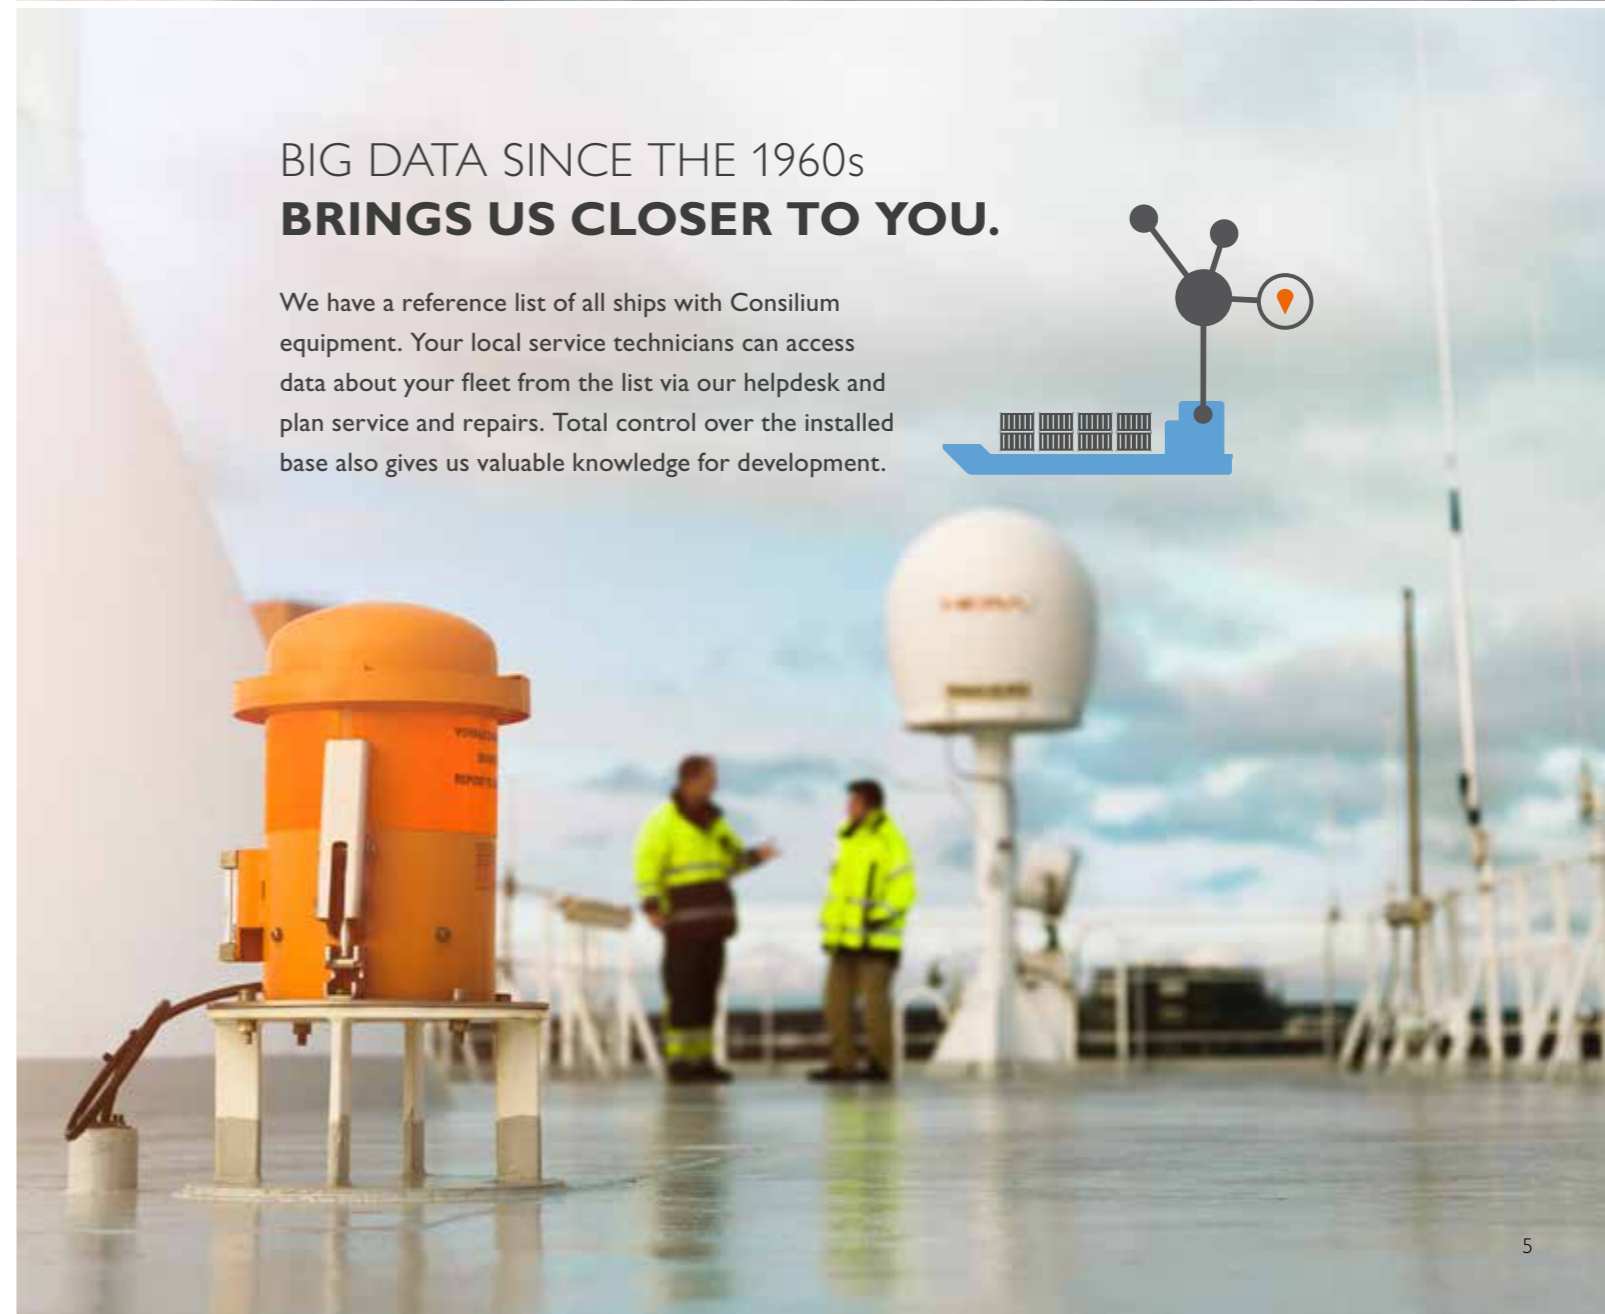 BIG DATA SINCE THE 1960s
BRINGS US CLOSER TO YOU.
We have a reference list of all ships with Consilium
equipment. Your local service technicians can access
data about your fleet from the list via our helpdesk and
plan service and repairs. Total control over the installed
base also gives us valuable knowledge for development.
5